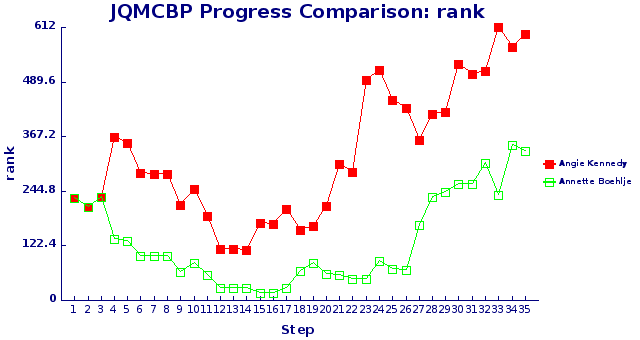 JQMCBP Progress Comparison: rank
612
489.6
367.2
244.8
122.4
0
rank
1 2 3 4 5 6 7 8 9 10 11 12 13 14 15 16 17 18 19 20 21 22 23 24 25 26 27 28 29 30 31 32 33 34 35
Step
Angie Kennedy
Annette Boehlje